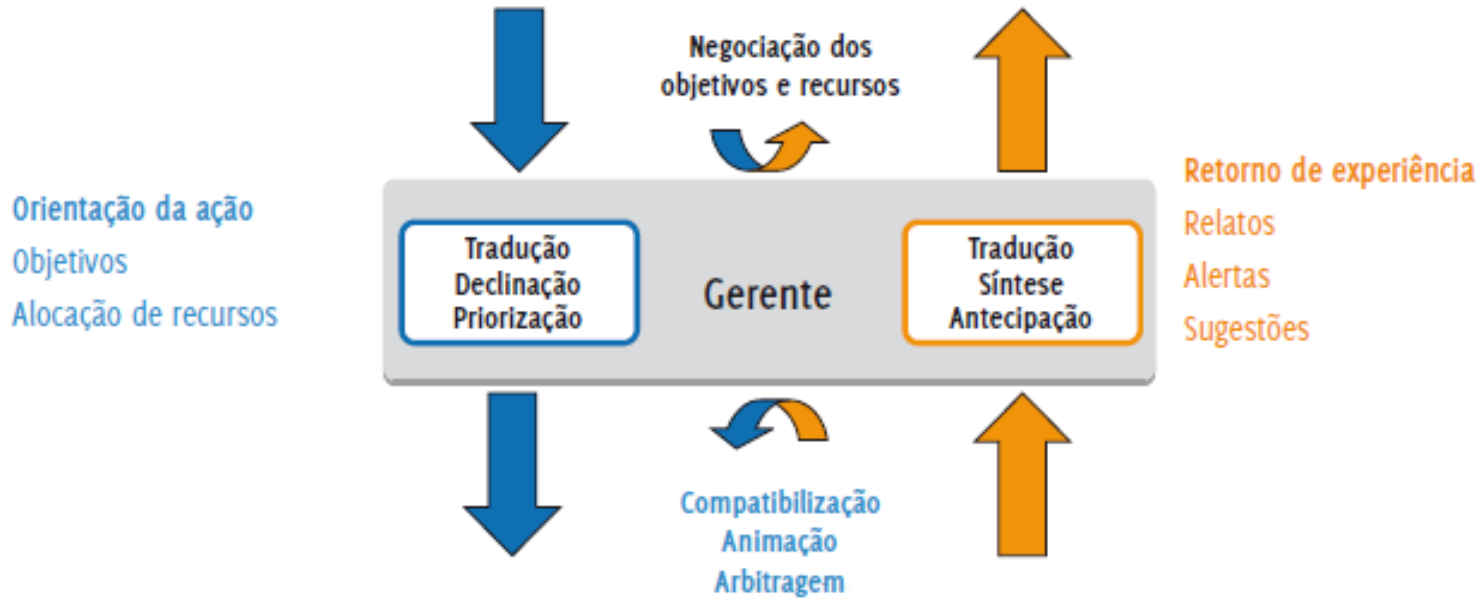 Negociação dos
objetivos e recursos
Orientação da ação
Objetivos
Alocação de recursos
Tradução
Declinação
Priorização
Gerente
Tradução
Síntese
Antecipação
Retorno de experiência
Relatos
Alertas
Sugestões
Compatibilização
Animação
Arbitragem